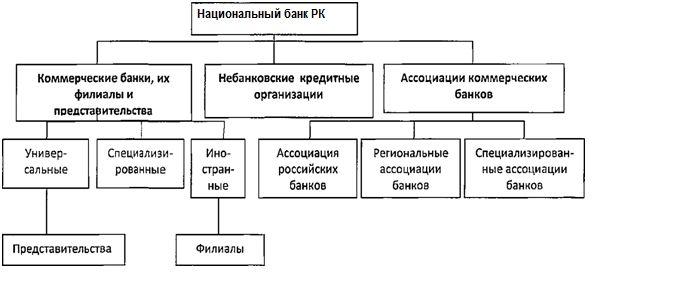 Национальный банк РК
Коммерческие банки, их
филиалы и
представительства
Небанковские кредитные
организации
Ассоциации коммерческих
банков
Универ-
сальные
Специализи-
рованные
Ино-
стран-
ные
Ассоциация
российских
банков
Региональные
ассоциации
банков
Специализирован-
ные ассоциации
банков
Представительства
Филиалы